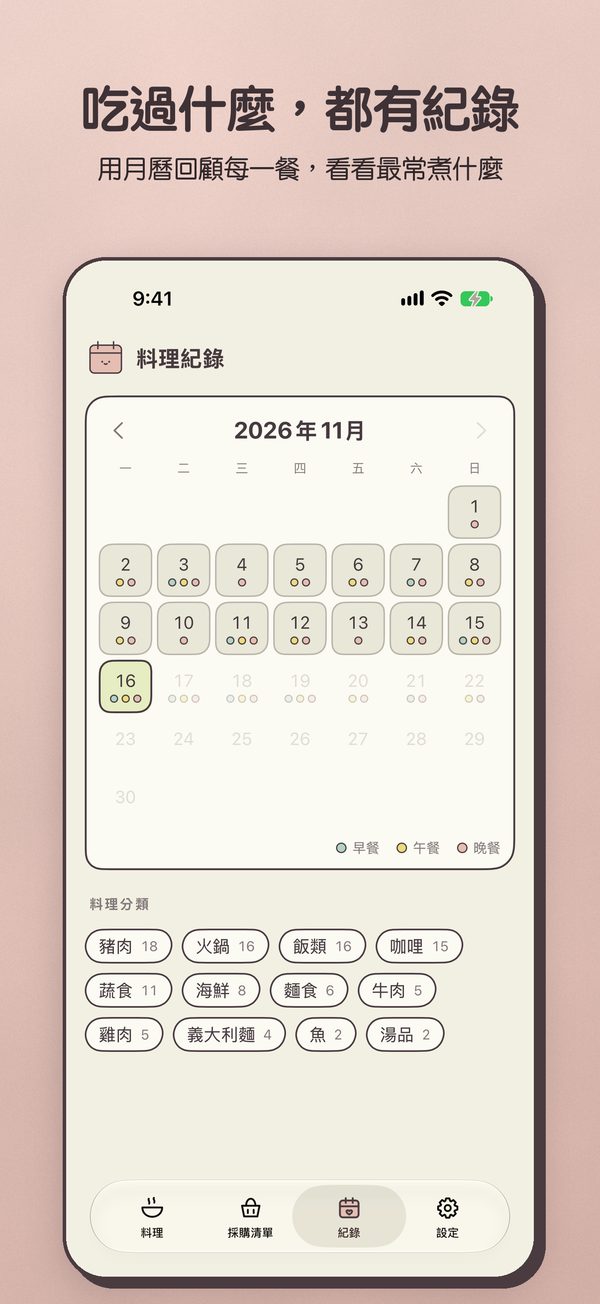 吃過什麼，都有紀錄
用月曆回顧每一餐，看看最常煮什麼
9:41
料理紀錄
2026年11月
一 二 三 四 五 六 日
1
2 3 4 5 6 7 8
9 10 11 12 13 14 15
16 17 18 19 20 21 22
23 24 25 26 27 28 29
30
早餐 午餐 晚餐
料理分類
豬肉 18 火鍋 16 飯類 16 咖哩 15
蔬食 11 海鮮 8 麵食 6 牛肉 5
雞肉 5 義大利麵 4 魚 2 湯品 2
料理 採購清單 紀錄 設定